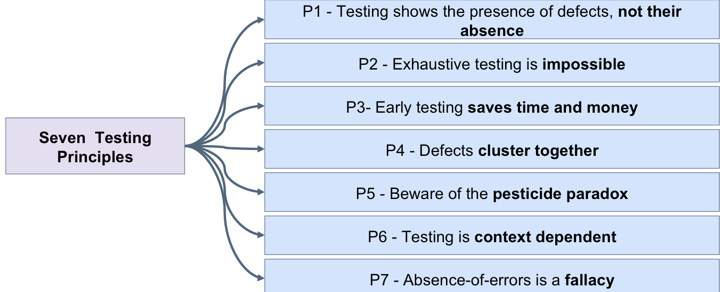 P1 - Testing shows the presence of defects, not their
absence
P2 - Exhaustive testing is impossible
P3- Early testing saves time and money
Seven Testing
Principles
P4 - Defects cluster together
P5 - Beware of the pesticide paradox
P6 - Testing is context dependent
P7 - Absence-of-errors is a fallacy